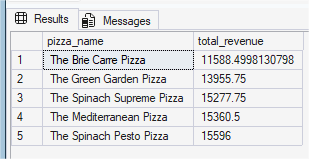 Results Messages
pizza_name total_revenue
1 The Brie Carre Pizza 11588.4998130798
2 The Green Garden Pizza 13955.75
3 The Spinach Supreme Pizza 15277.75
4 The Mediterranean Pizza 15360.5
5 The Spinach Pesto Pizza 15596